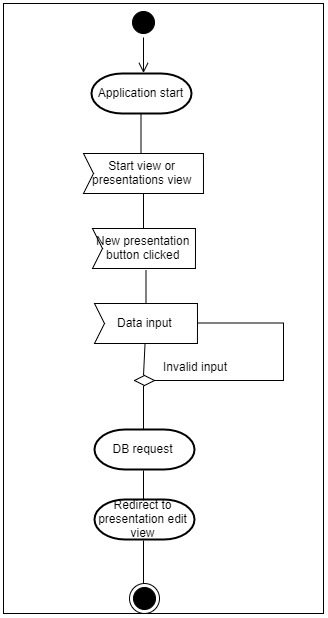 Application start
Start view or
presentations view
New presentation
button clicked
Data input
Invalid input
DB request
Redirect to
presentation edit
view